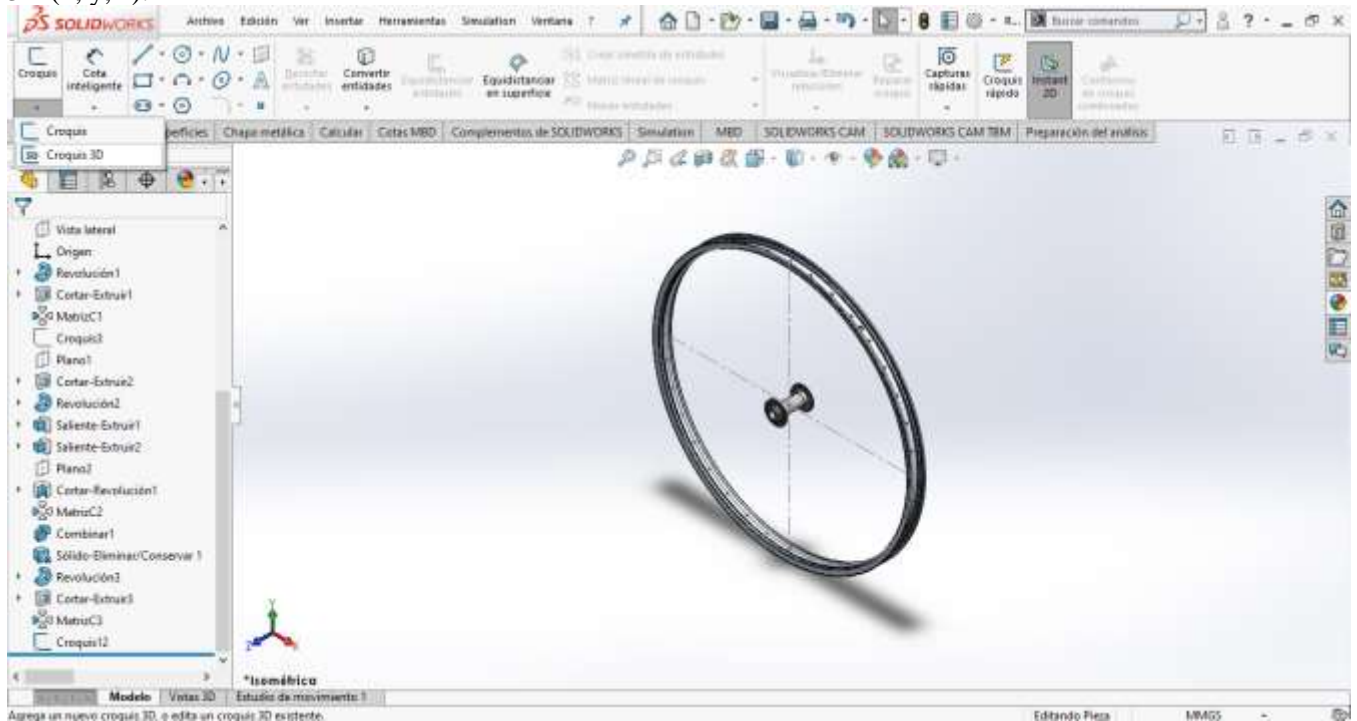 SOLIDWORKS
Archivo Edición Ver Insertar Herramientas Simulation Ventana ?
Buscar comandos
Croquis
Cota inteligente
Convertir entidades
Equidistanciar en superficie
Capturas rápidas
Croquis rápido
Instant 2D
Croquis
Croquis 3D
perficies Chapa metálica Calcular Cotas MBD Complementos de SOLIDWORKS Simulation MBD SOLIDWORKS CAM SOLIDWORKS CAM TBM Preparación del análisis
Vista lateral
Origen
Revolución1
Cortar-Extruir1
MatrizC1
Croquis3
Plano1
Cortar-Extruir2
Revolución2
Saliente-Extruir1
Saliente-Extruir2
Plano2
Cortar-Revolución1
MatrizC2
Combinar1
Sólido-Eliminar/Conservar 1
Revolución3
Cortar-Extruir3
MatrizC3
Croquis12
*Isométrica
Modelo Vistas 3D Estudio de movimiento 1
Agrega un nuevo croquis 3D, o edita un croquis 3D existente.
Editando Pieza MMGS